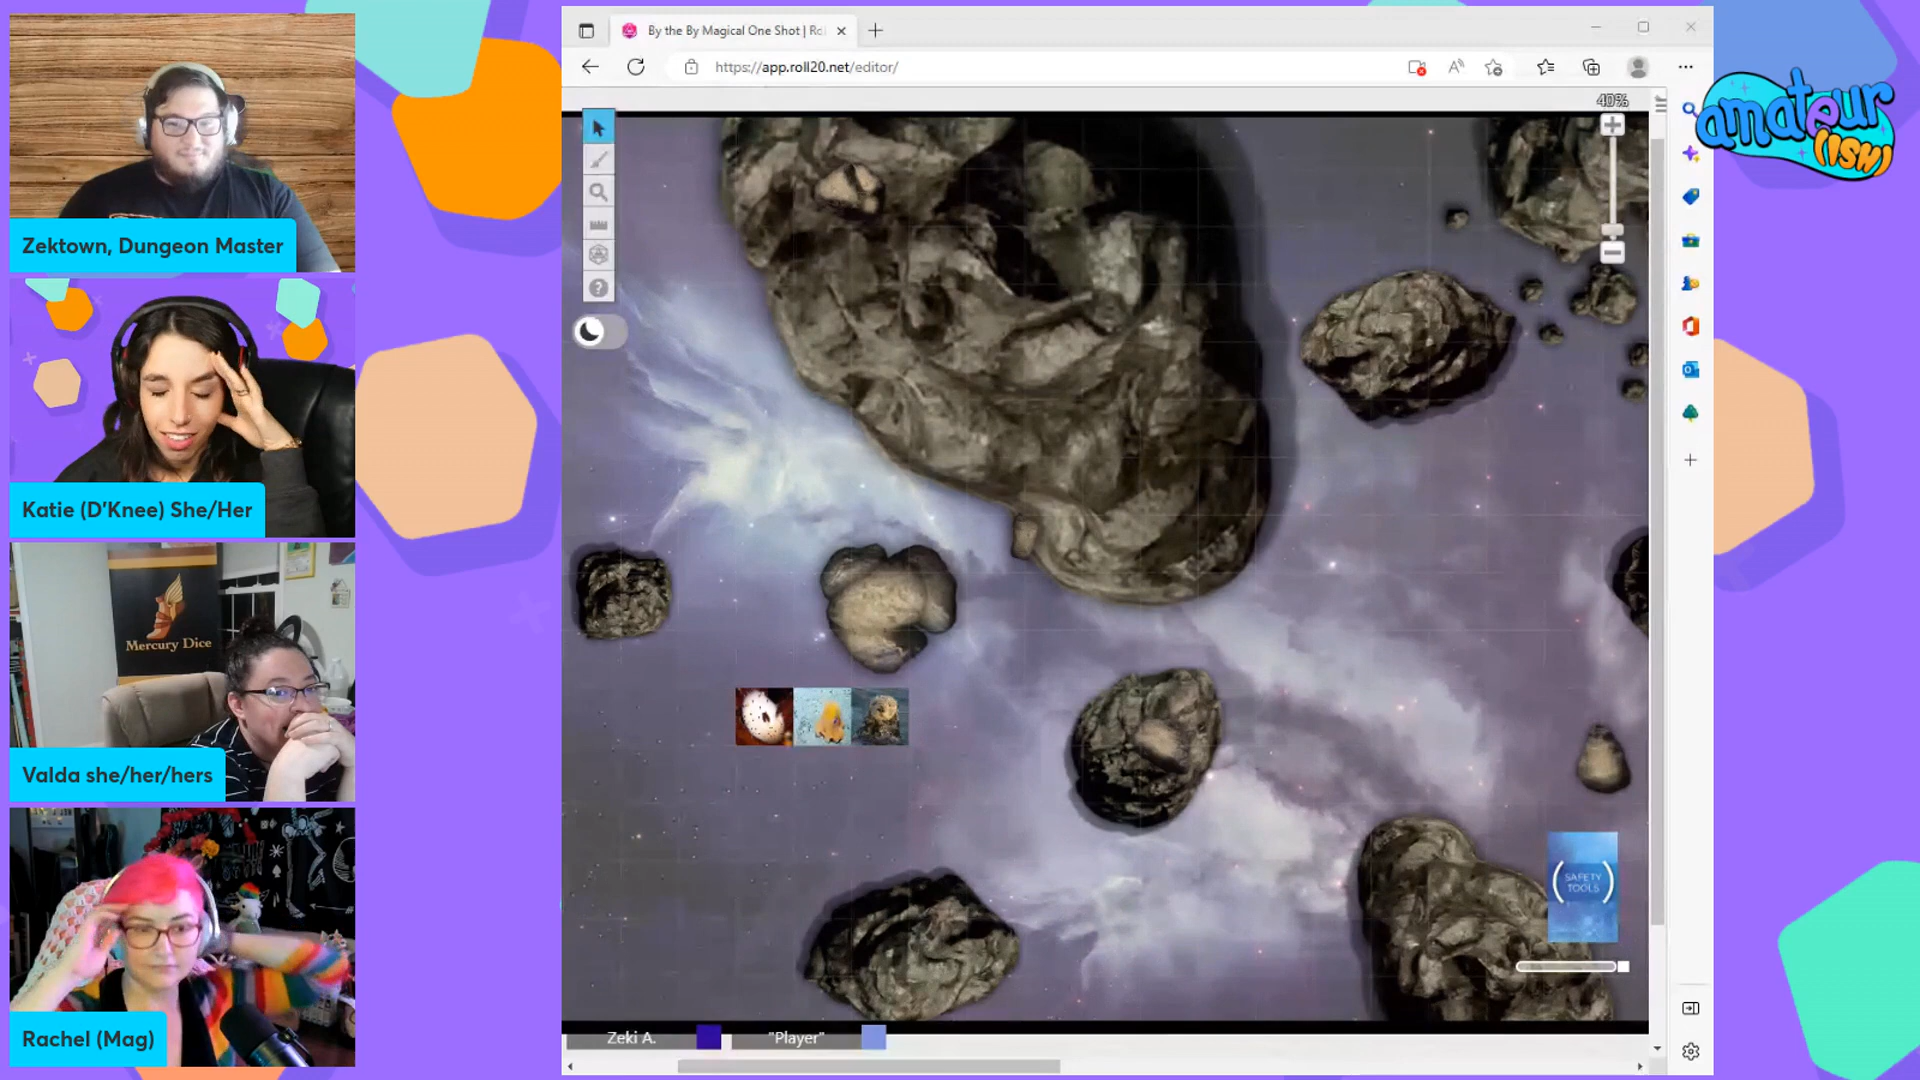 Zektown, Dungeon Master
Katie (D'Knee) She/Her
Mercury Dice
Valda she/her/hers
Rachel (Mag)
By the By Magical One Shot | Ro
https://app.roll20.net/editor/
40%
SAFETY
TOOLS
Zeki A.
"Player"
amateur
(ISH)